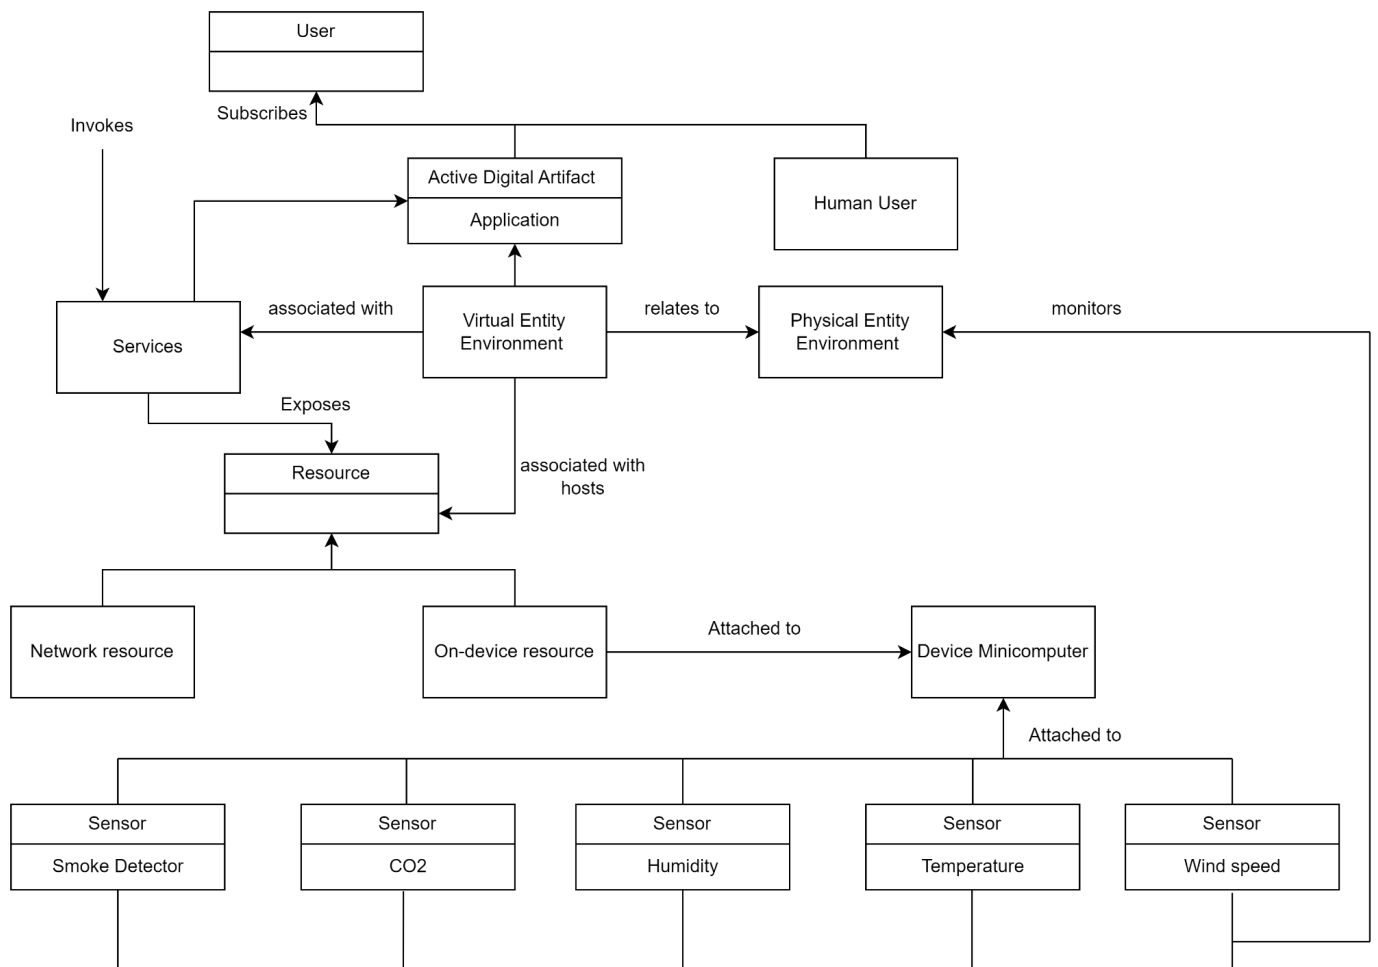 User
Subscribes
Invokes
Active Digital Artifact
Application
Human User
associated with
Virtual Entity
Environment
relates to
Physical Entity
Environment
monitors
Services
Exposes
Resource
associated with
hosts
Network resource
On-device resource
Attached to
Device Minicomputer
Attached to
Sensor
Smoke Detector
Sensor
CO2
Sensor
Humidity
Sensor
Temperature
Sensor
Wind speed